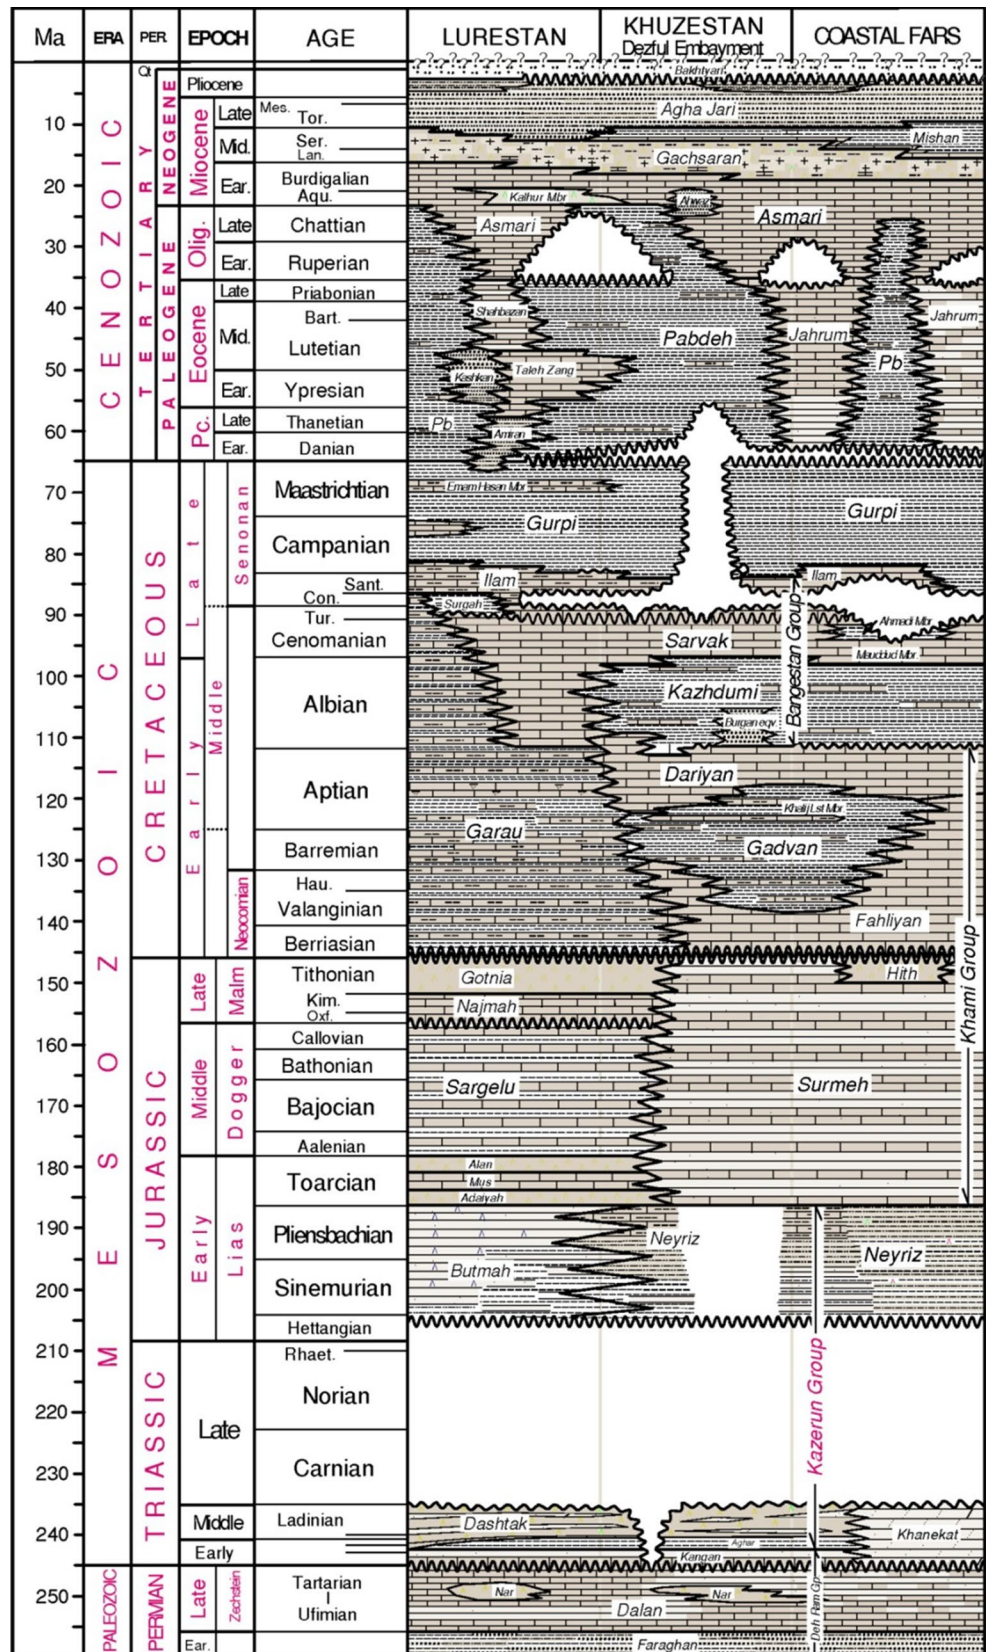 Ma ERA PER. EPOCH AGE LURESTAN KHUZESTAN COASTAL FARS
Dezful Embayment
Qt
Bakhtyari
Pliocene
Agha Jari
Mes.
Late Tor.
10
Mishan
Ser.
Mid.
Lan.
Gachsaran
Miocene
NEOGENE
20
Burdigalian
Ear.
Aqu.
Kalhur Mbr
Ahwaz
Asmari
Asmari
Late Chattian
30
Olig.
Ear. Ruperian
CENOZOIC
TERTIARY
Late Priabonian
40
Bart.
Shahbazan
Jahrum
Mid.
Lutetian
Pabdeh
Jahrum
Eocene
PALEOGENE
50
Kashkan
Taleh Zang
Pb
Ear. Ypresian
Late Thanetian
Pb
60
Pc.
Amiran
Ear. Danian
70
Maastrichtian
Emam Hasan Mbr
Gurpi
Gurpi
Senonan
Late
Campanian
80
Sant.
Ilam
Ilam
Con.
Surgah
90
Tur.
Ahmadi Mbr
Cenomanian
Sarvak
Mauddud Mbr.
Bangestan Group
100
Albian
Kazhdumi
Middle
Burgan eqv
110
CRETACEOUS
Dariyan
Aptian
120
Khalij Lst Mbr
Garau
Early
Gadvan
130
Barremian
Hau.
Valanginian
Fahliyan
140
Neocomian
Berriasian
MESOZOIC
150
Tithonian
Gotnia
Hith
Late Malm
Kim.
Najmah
Oxf.
Khami Group
160
Callovian
Bathonian
Middle Dogger
Sargelu
Surmeh
170
Bajocian
Aalenian
180
JURASSIC
Alan
Toarcian
Mus
Adaiyah
190
Pliensbachian
Neyriz
Neyriz
Early Lias
Butmah
200
Sinemurian
Hettangian
210
Rhaet.
Norian
220
Late
Kazerun Group
TRIASSIC
Carnian
230
Middle Ladinian
Dashtak
240
Khanekat
Aghar
Early
Kangan
250
PALEOZOIC
PERMIAN
Late
Zechstein
Tartarian
Nar
Nar
Ufimian
Dalan
Ear.
Faraghan